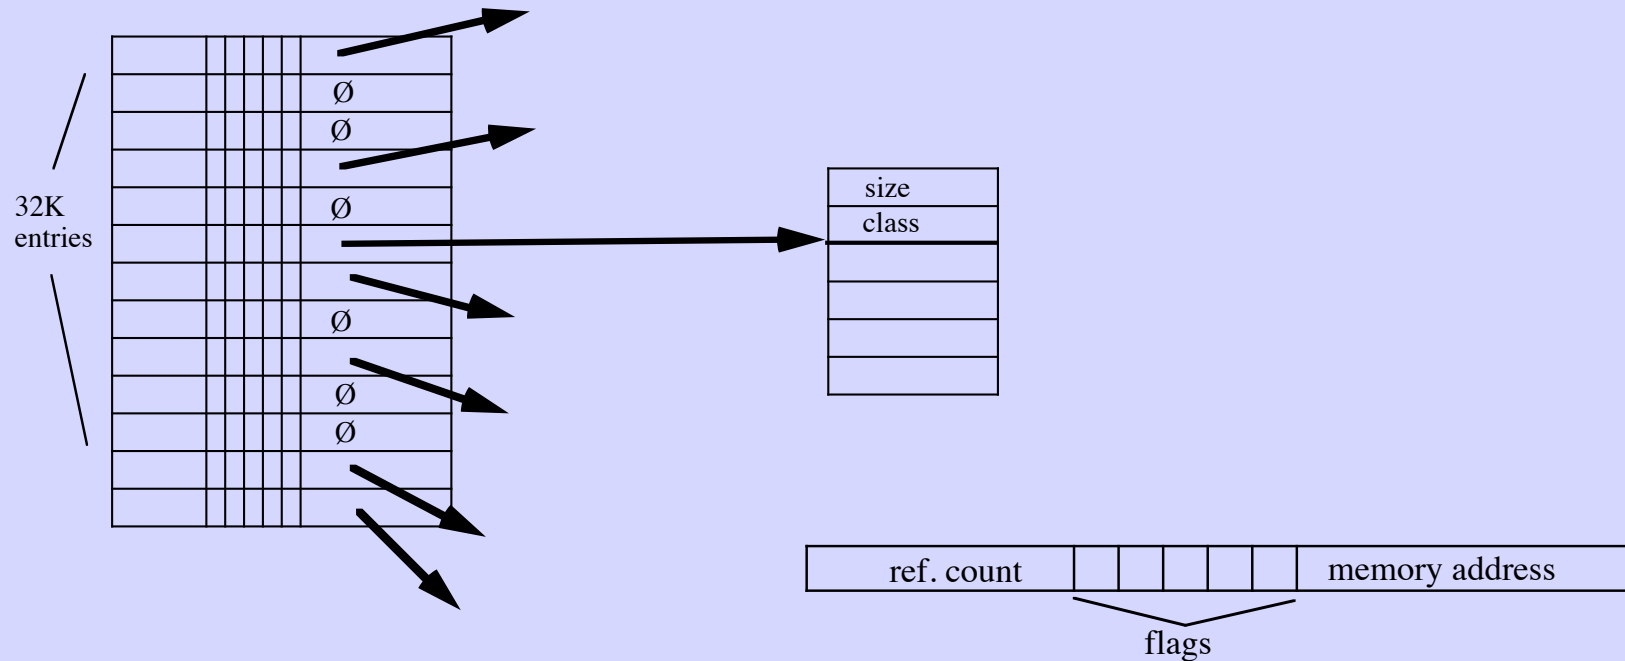 Ø
Ø
Ø
32K
entries
Ø
Ø
Ø
size
class
ref. count
memory address
flags